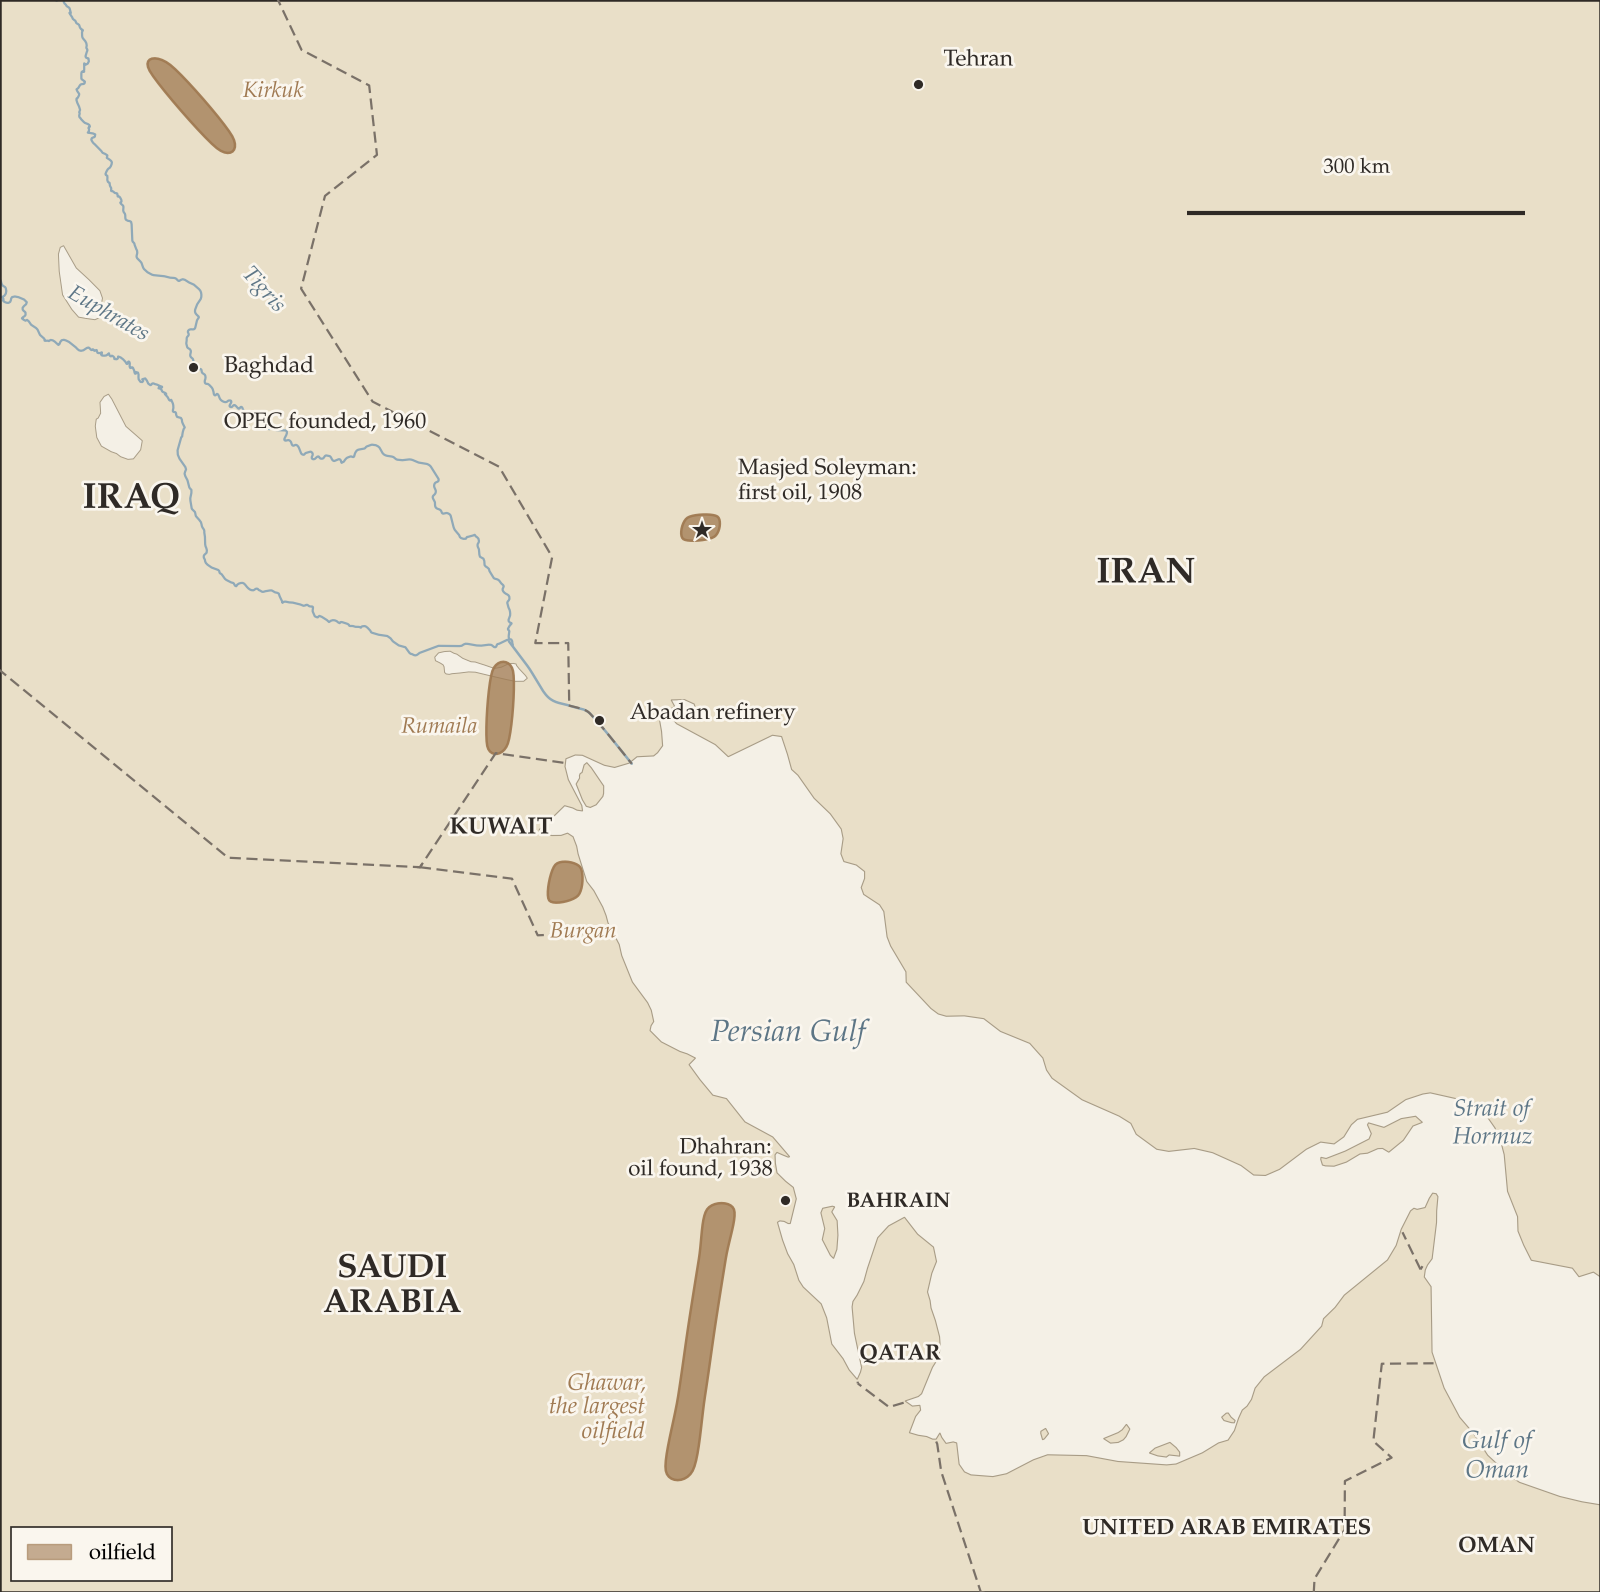 Tehran
Kirkuk
300 km
Tigris
Euphrates
Baghdad
OPEC founded, 1960
Masjed Soleyman:
first oil, 1908
IRAQ
IRAN
Abadan refinery
Rumaila
KUWAIT
Burgan
Persian Gulf
Strait of
Hormuz
Dhahran:
oil found, 1938
BAHRAIN
SAUDI
ARABIA
QATAR
Ghawar,
the largest
oilfield
Gulf of
Oman
UNITED ARAB EMIRATES
OMAN
oilfield